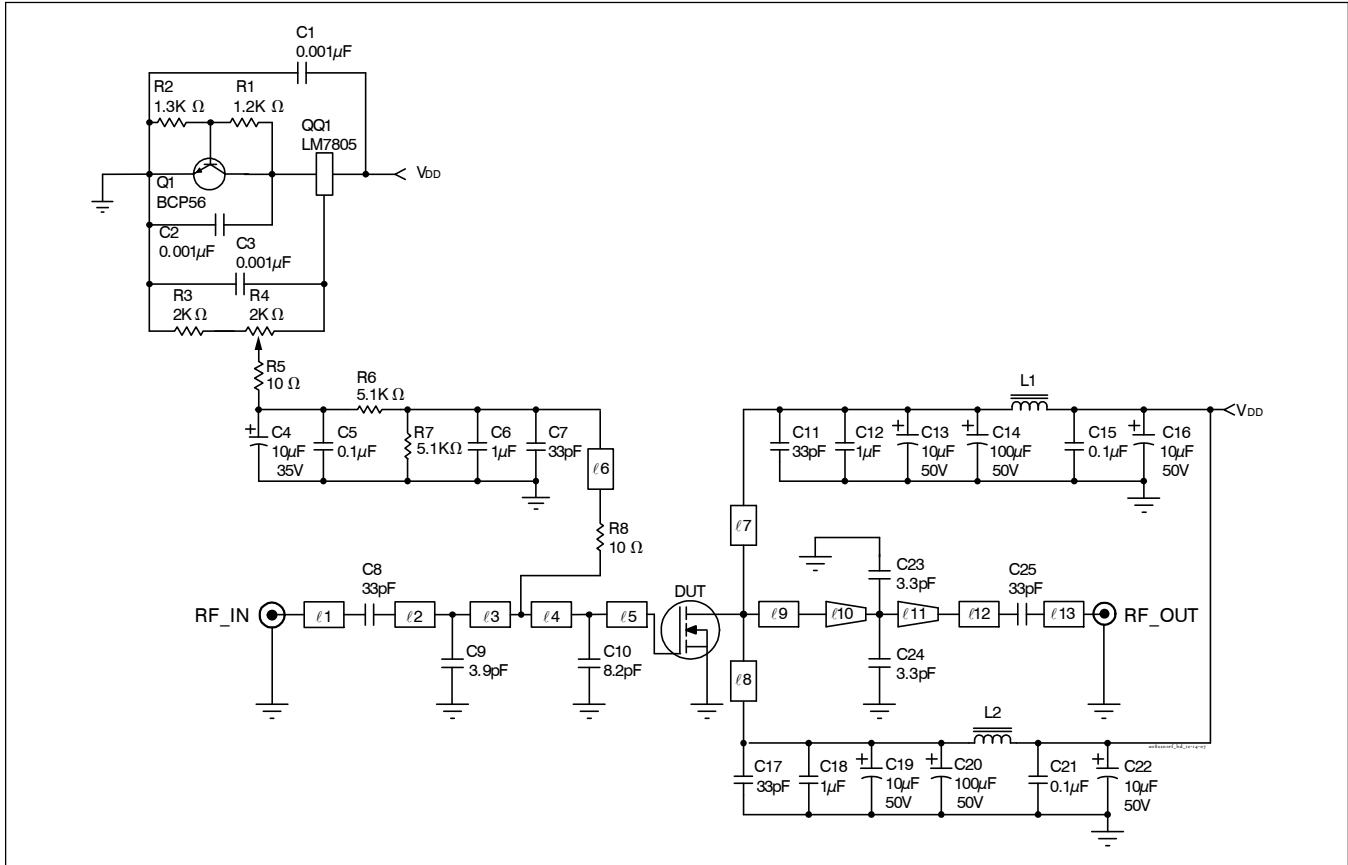 C1
0.001µF
R2
1.3K Ω
R1
1.2K Ω
QQ1
LM7805
VDD
Q1
BCP56
C2
0.001µF
C3
0.001µF
R3
2K Ω
R4
2K Ω
R5
10 Ω
R6
5.1K Ω
L1
VDD
C4
10µF
35V
C5
0.1µF
R7
5.1KΩ
C6
1µF
C7
33pF
ℓ6
C11
33pF
C12
1µF
C13
10µF
50V
C14
100µF
50V
C15
0.1µF
C16
10µF
50V
R8
10 Ω
ℓ7
C8
33pF
DUT
C23
3.3pF
C25
33pF
RF_IN
ℓ1
ℓ2
ℓ3
ℓ4
ℓ5
ℓ9
ℓ10
ℓ11
ℓ12
ℓ13
RF_OUT
C9
3.9pF
C10
8.2pF
C24
3.3pF
ℓ8
L2
C17
33pF
C18
1µF
C19
10µF
50V
C20
100µF
50V
C21
0.1µF
C22
10µF
50V